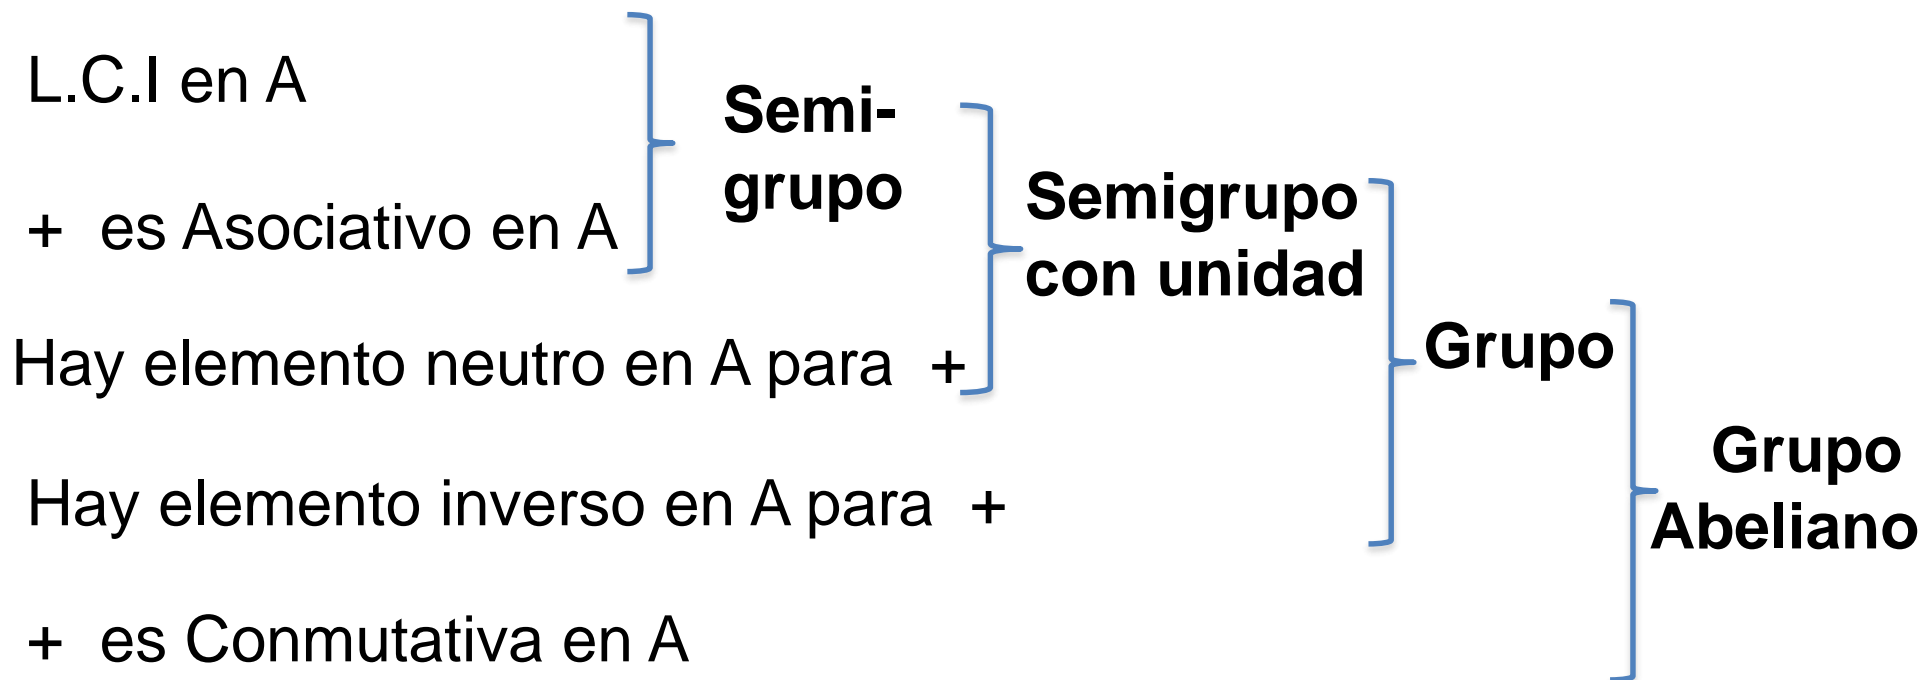 L.C.I en A
+ es Asociativo en A
Semi-
grupo
Hay elemento neutro en A para +
Semigrupo
con unidad
Hay elemento inverso en A para +
Grupo
+ es Conmutativa en A
Grupo
Abeliano